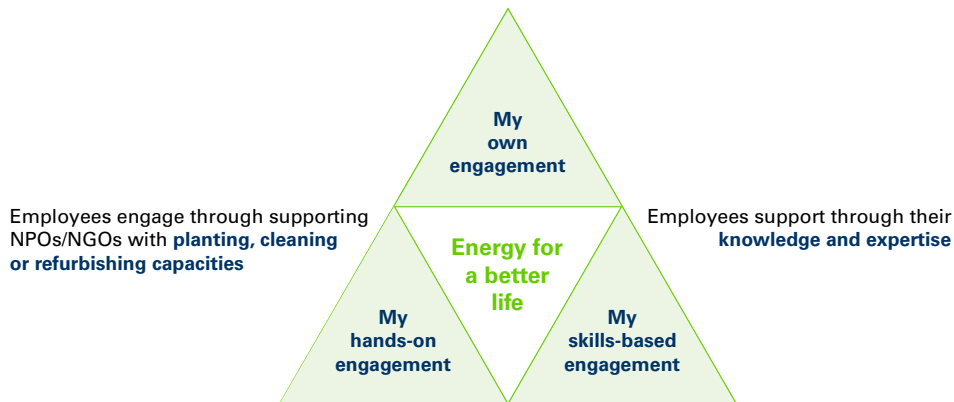 My
own
engagement
Employees engage through supporting
NPOs/NGOs with planting, cleaning
or refurbishing capacities
Employees support through their
knowledge and expertise
Energy for
a better
life
My
hands-on
engagement
My
skills-based
engagement